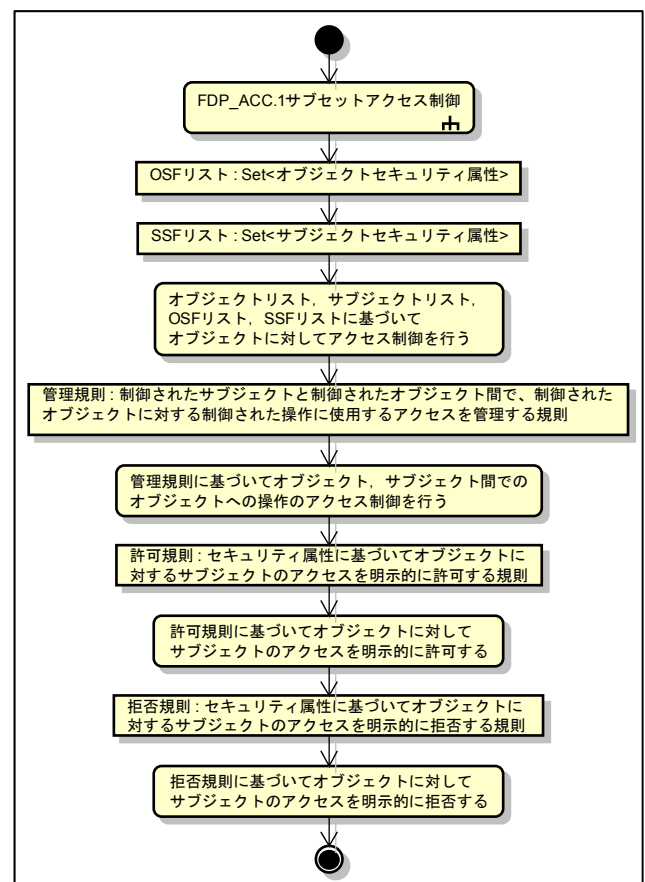 FDP_ACC.1サブセットアクセス制御
OSFリスト : Set<オブジェクトセキュリティ属性>
SSFリスト : Set<サブジェクトセキュリティ属性>
オブジェクトリスト，サブジェクトリスト，
OSFリスト，SSFリストに基づいて
オブジェクトに対してアクセス制御を行う
管理規則 : 制御されたサブジェクトと制御されたオブジェクト間で、制御された
オブジェクトに対する制御された操作に使用するアクセスを管理する規則
管理規則に基づいてオブジェクト，サブジェクト間での
オブジェクトへの操作のアクセス制御を行う
許可規則 : セキュリティ属性に基づいてオブジェクトに
対するサブジェクトのアクセスを明示的に許可する規則
許可規則に基づいてオブジェクトに対して
サブジェクトのアクセスを明示的に許可する
拒否規則 : セキュリティ属性に基づいてオブジェクトに
対するサブジェクトのアクセスを明示的に拒否する規則
拒否規則に基づいてオブジェクトに対して
サブジェクトのアクセスを明示的に拒否する